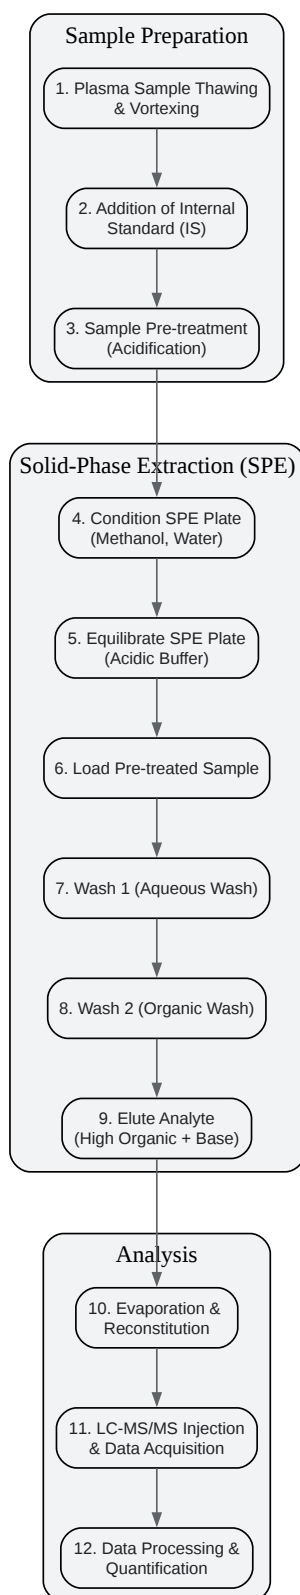 Sample Preparation
1. Plasma Sample Thawing
& Vortexing
2. Addition of Internal
Standard (IS)
3. Sample Pre-treatment
(Acidification)
Solid-Phase Extraction (SPE)
4. Condition SPE Plate
(Methanol, Water)
5. Equilibrate SPE Plate
(Acidic Buffer)
6. Load Pre-treated Sample
7. Wash 1 (Aqueous Wash)
8. Wash 2 (Organic Wash)
9. Elute Analyte
(High Organic + Base)
Analysis
10. Evaporation &
Reconstitution
11. LC-MS/MS Injection
& Data Acquisition
12. Data Processing &
Quantification